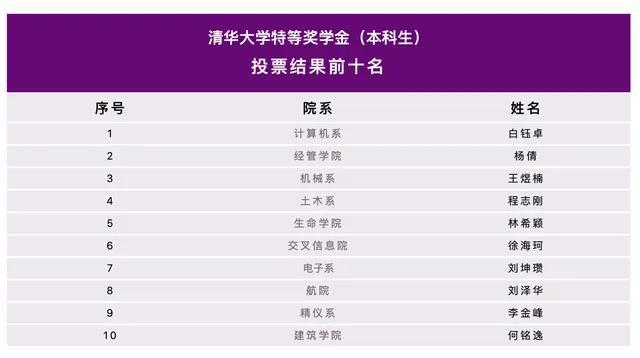 清华大学特等奖学金（本科生）
投票结果前十名
序号 院系 姓名
1 计算机系 白钰卓
2 经管学院 杨倩
3 机械系 王煜楠
4 土木系 程志刚
5 生命学院 林希颖
6 交叉信息院 徐海珂
7 电子系 刘坤瓒
8 航院 刘泽华
9 精仪系 李金峰
10 建筑学院 何铭逸